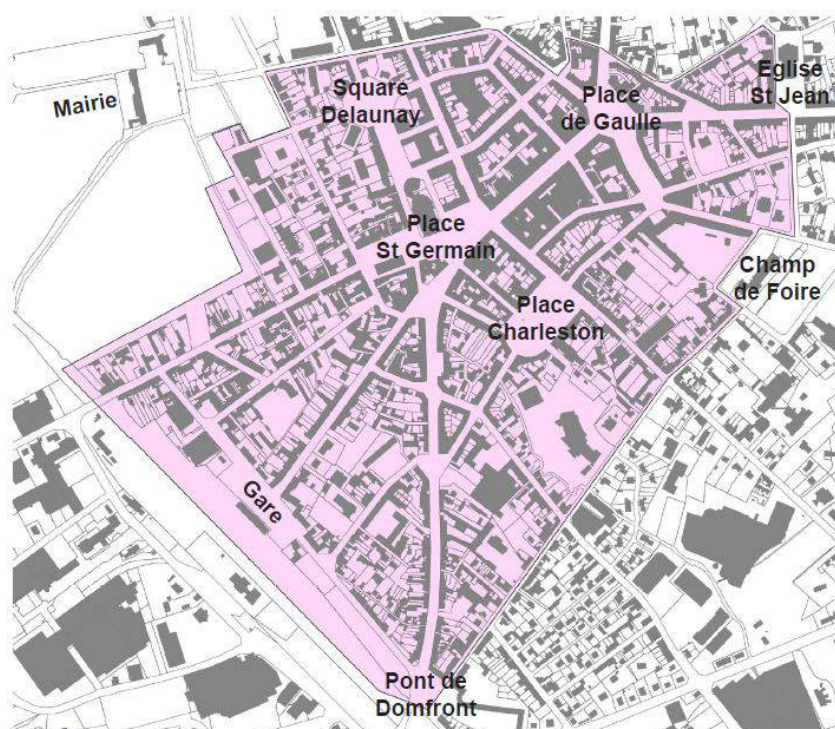 Mairie
Square
Delaunay
Place
de Gaulle
Eglise
St Jean
Place
St Germain
Champ
de Foire
Place
Charleston
Gare
Pont de
Domfront